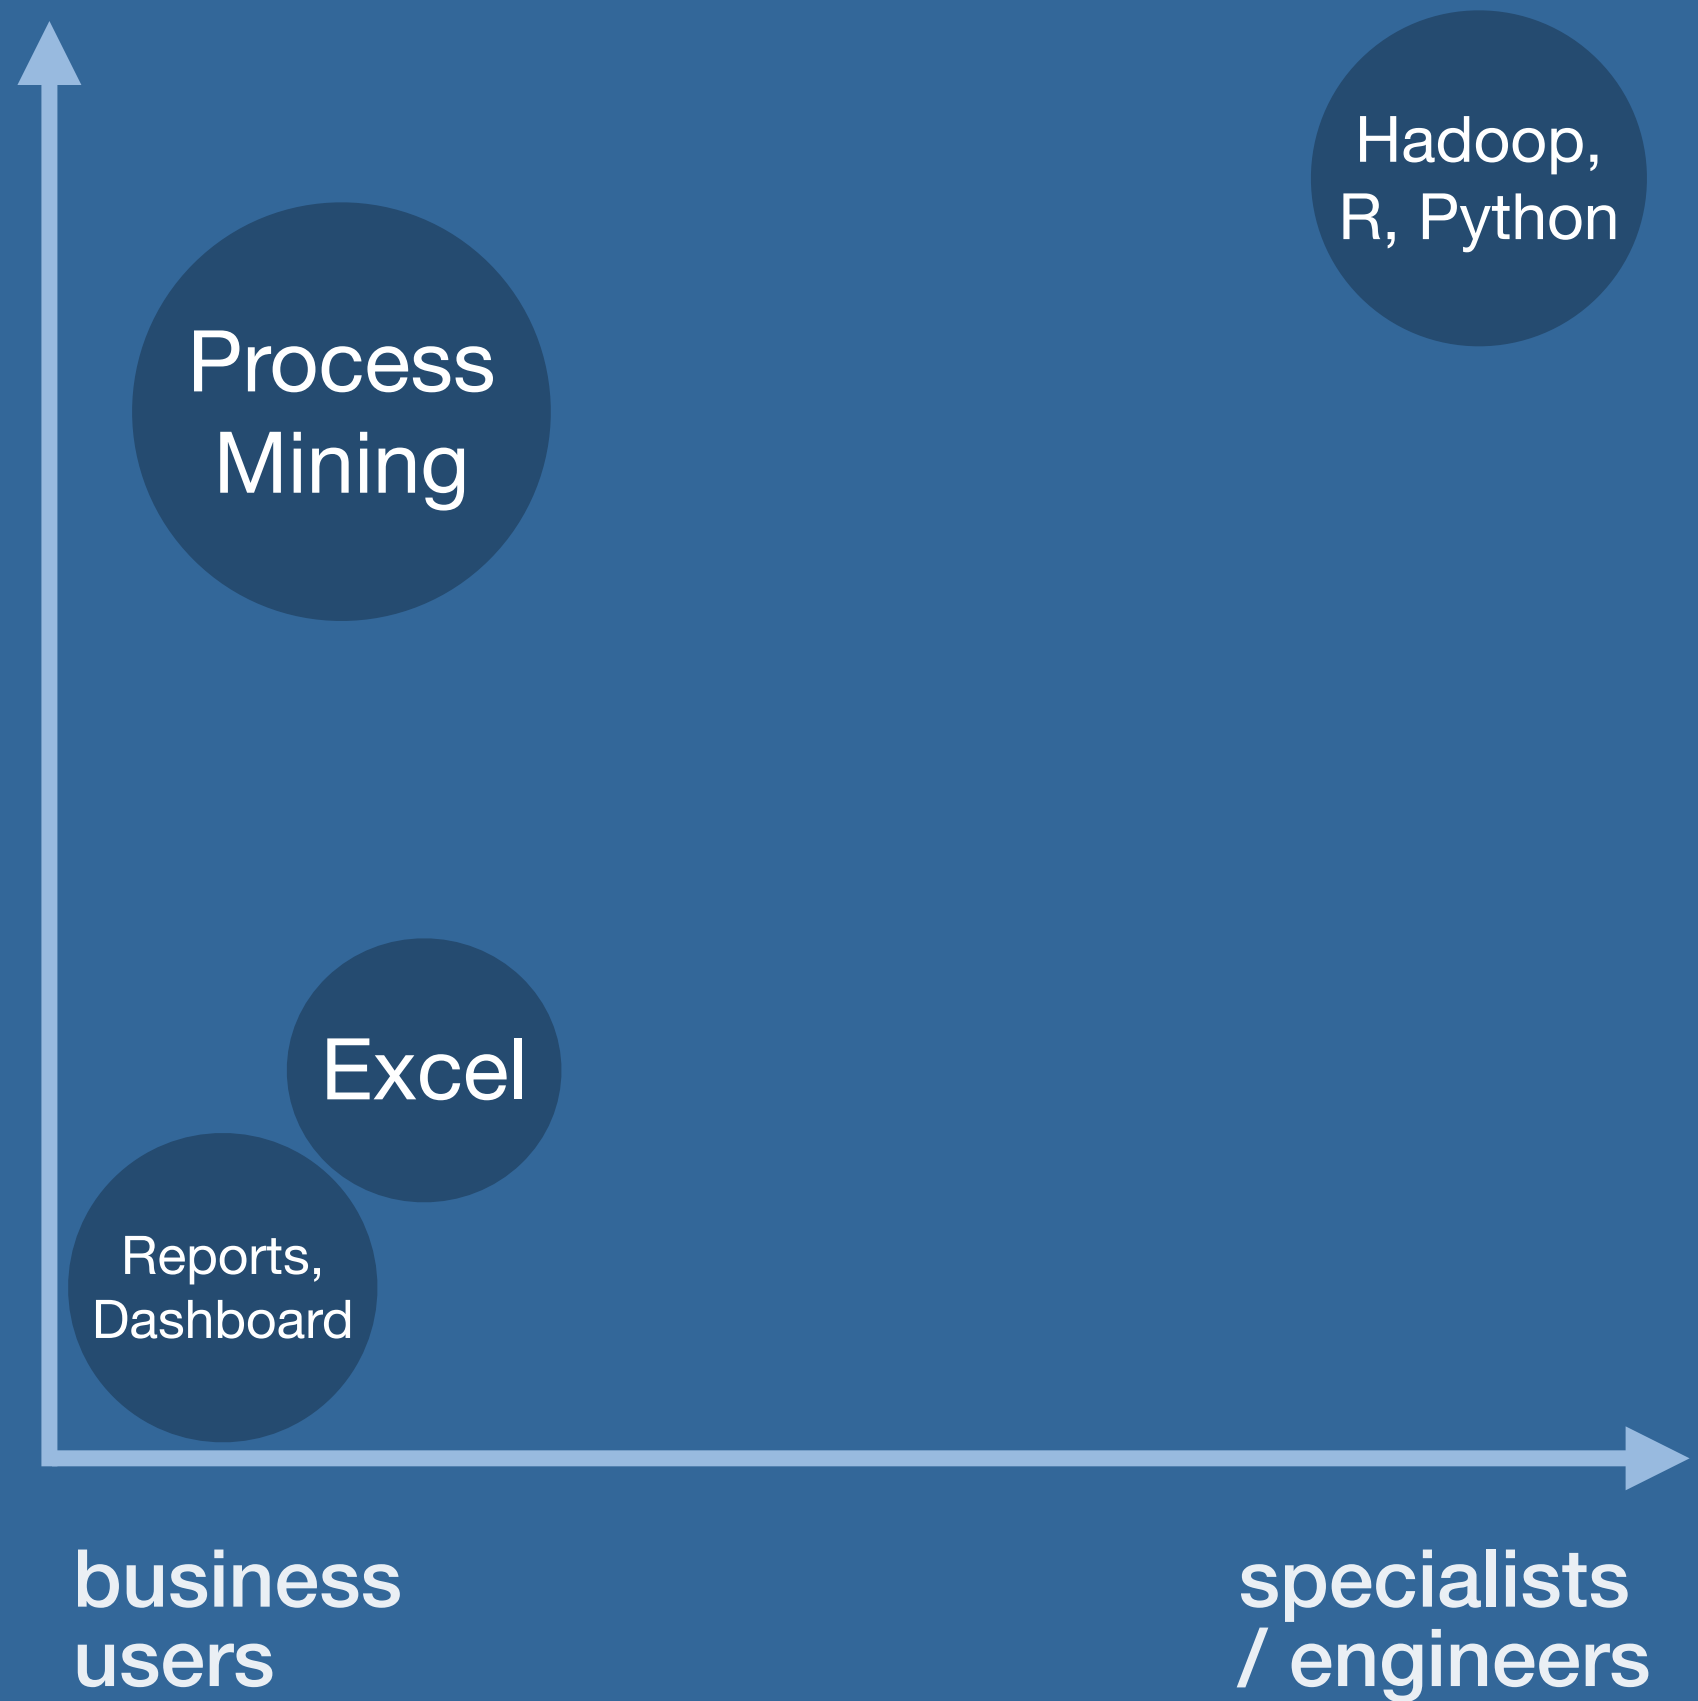 Hadoop,
R, Python
Process
Mining
Excel
Reports,
Dashboard
business
users
specialists
/ engineers